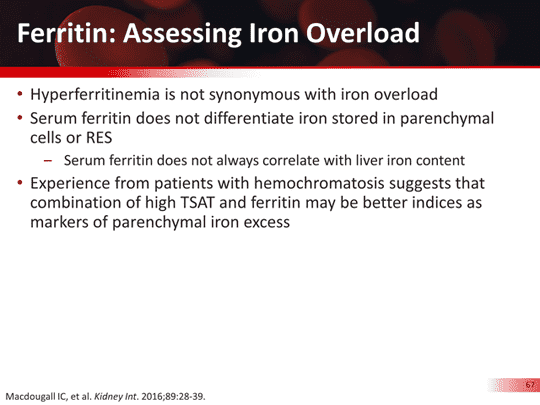 Ferritin: Assessing Iron Overload
• Hyperferritinemia is not synonymous with iron overload
• Serum ferritin does not differentiate iron stored in parenchymal
cells or RES
– Serum ferritin does not always correlate with liver iron content
• Experience from patients with hemochromatosis suggests that
combination of high TSAT and ferritin may be better indices as
markers of parenchymal iron excess
67
Macdougall IC, et al. Kidney Int. 2016;89:28-39.